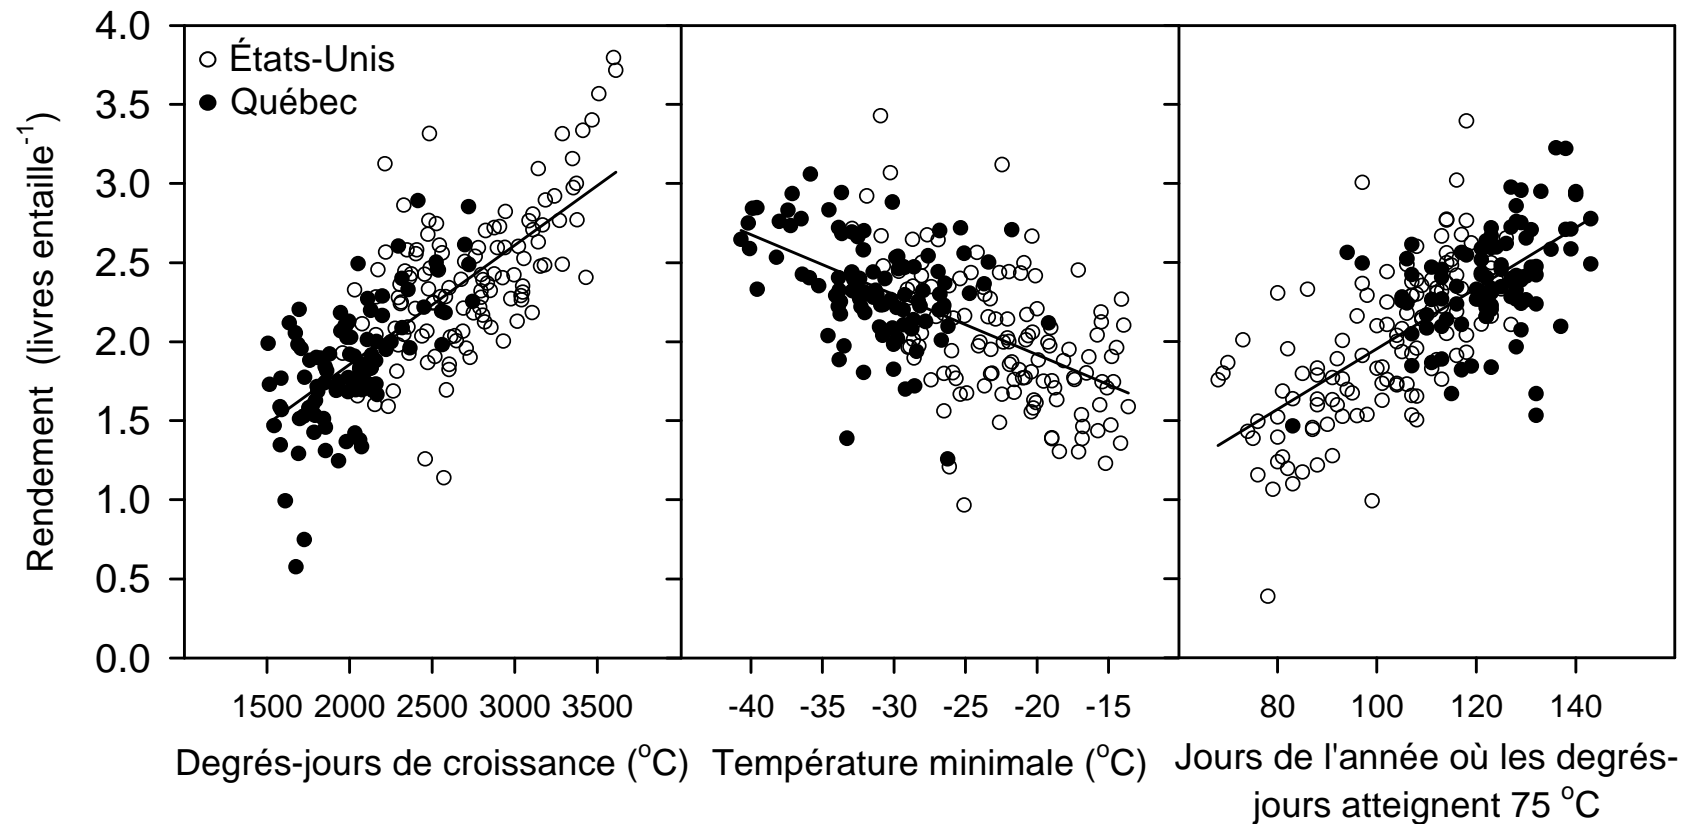 4.0
3.5
3.0
2.5
2.0
1.5
1.0
0.5
0.0
Rendement (livres entaille-1)
États-Unis
Québec
1500 2000 2500 3000 3500
-40 -35 -30 -25 -20 -15
80 100 120 140
Degrés-jours de croissance (oC)
Température minimale (oC)
Jours de l'année où les degrés-
jours atteignent 75 oC